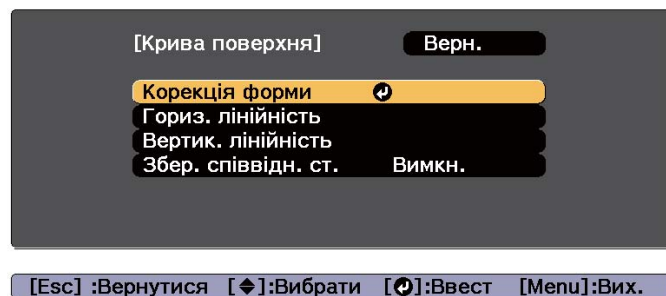 [Крива поверхня] Верн.
Корекція форми
Гориз. лінійність
Вертик. лінійність
Збер. співвідн. ст. Вимкн.
[Esc] :Вернутися [◆]:Вибрати [⏎]:Ввест [Menu]:Вих.